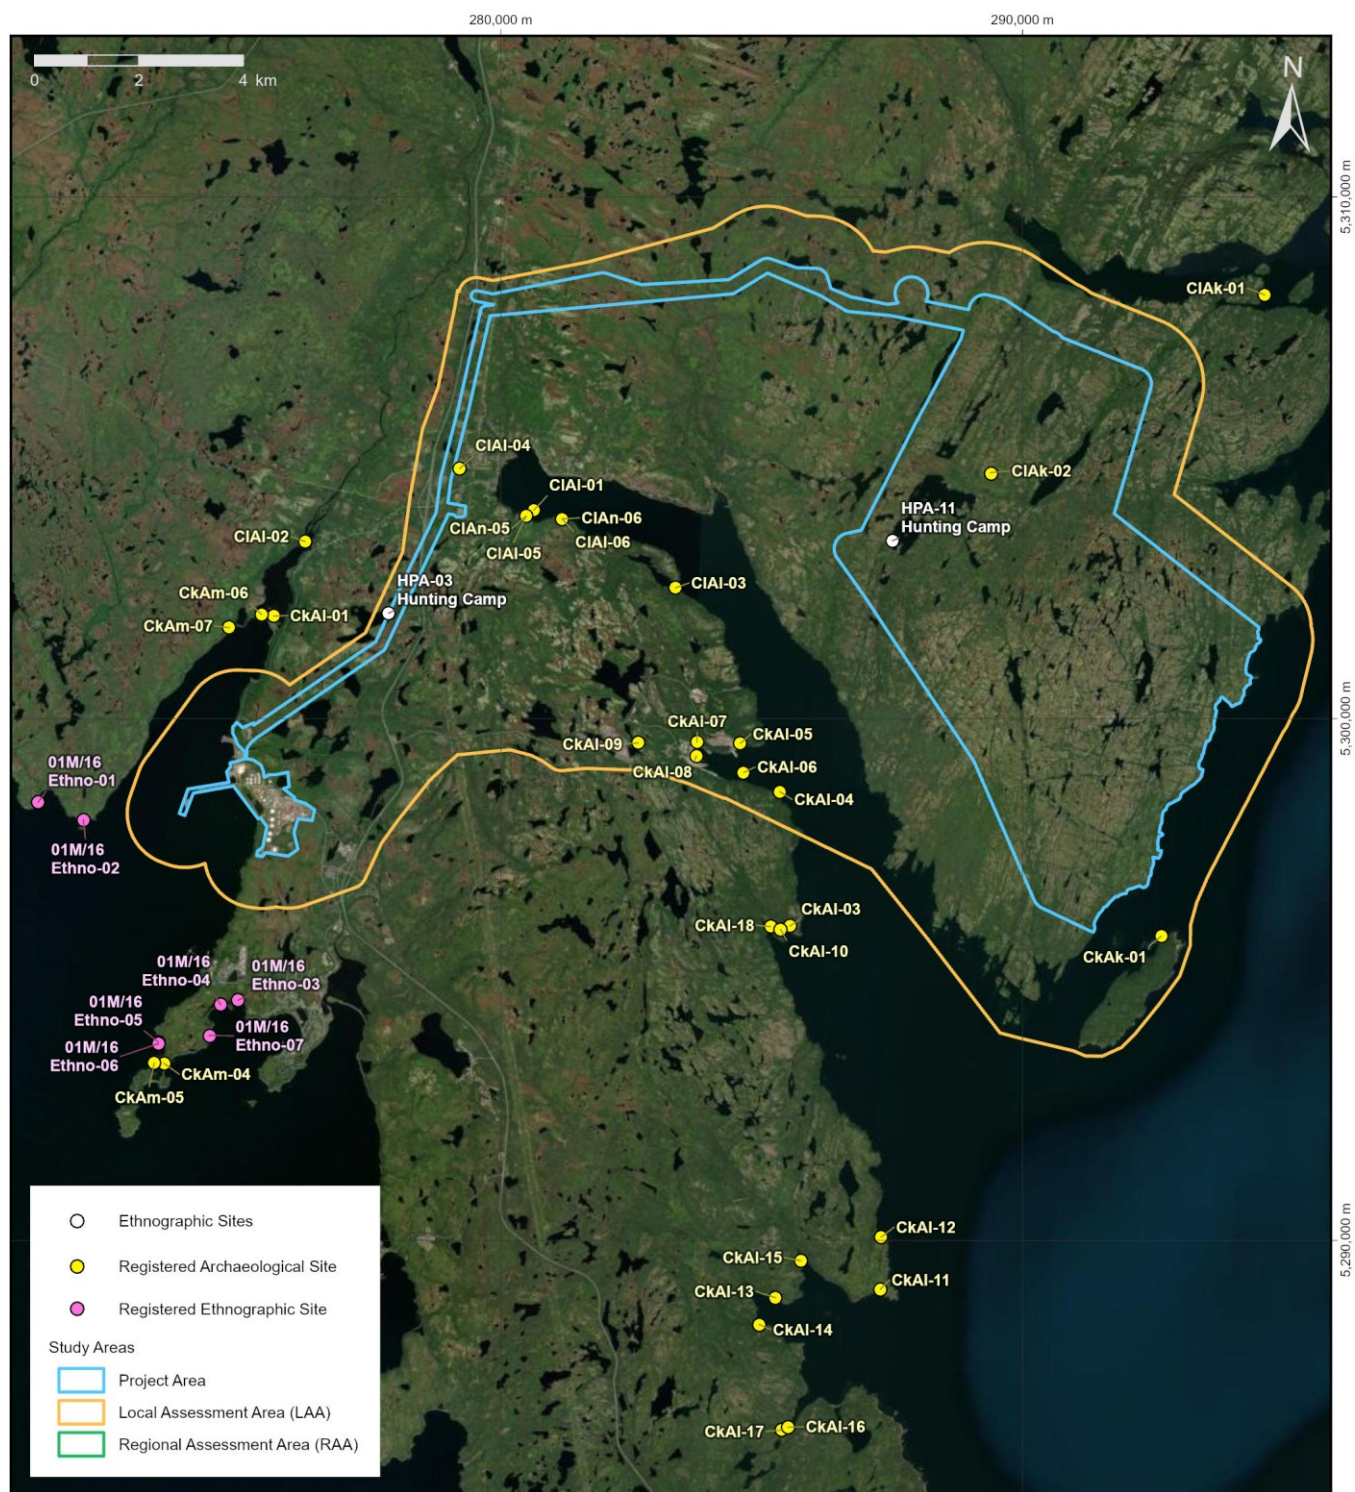 280,000 m
290,000 m
0 2 4 km
N
5,310,000 m
ClAk-01
ClAl-04
ClAk-02
ClAl-01
HPA-11
Hunting Camp
ClAn-05
ClAn-06
ClAl-02
ClAl-05
ClAl-06
HPA-03
Hunting Camp
ClAl-03
CkAm-06
CkAl-01
CkAm-07
5,300,000 m
CkAl-07
CkAl-09
CkAl-05
01M/16
Ethno-01
CkAl-08
CkAl-06
CkAl-04
01M/16
Ethno-02
CkAl-03
CkAl-18
CkAl-10
CkAk-01
01M/16
Ethno-04
01M/16
Ethno-03
01M/16
Ethno-05
01M/16
Ethno-07
01M/16
Ethno-06
CkAm-04
CkAm-05
5,290,000 m
CkAl-12
CkAl-15
CkAl-11
CkAl-13
CkAl-14
CkAl-17
CkAl-16
Ethnographic Sites
Registered Archaeological Site
Registered Ethnographic Site
Study Areas
Project Area
Local Assessment Area (LAA)
Regional Assessment Area (RAA)